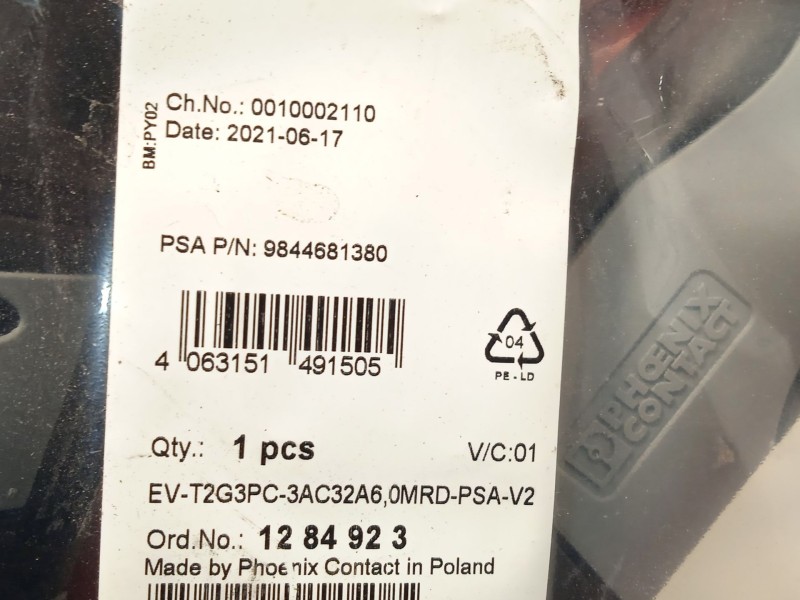 Ch.No.: 0010002110
Date: 2021-06-17
BM:PY02
PSA P/N: 9844681380
4 063151 491505
04
PE-LD
Qty.: 1 pcs
V/C:01
EV-T2G3PC-3AC32A6,0MRD-PSA-V2
Ord.No.: 12 84 92 3
Made by Phoenix Contact in Poland
PHŒNIX
CONTACT